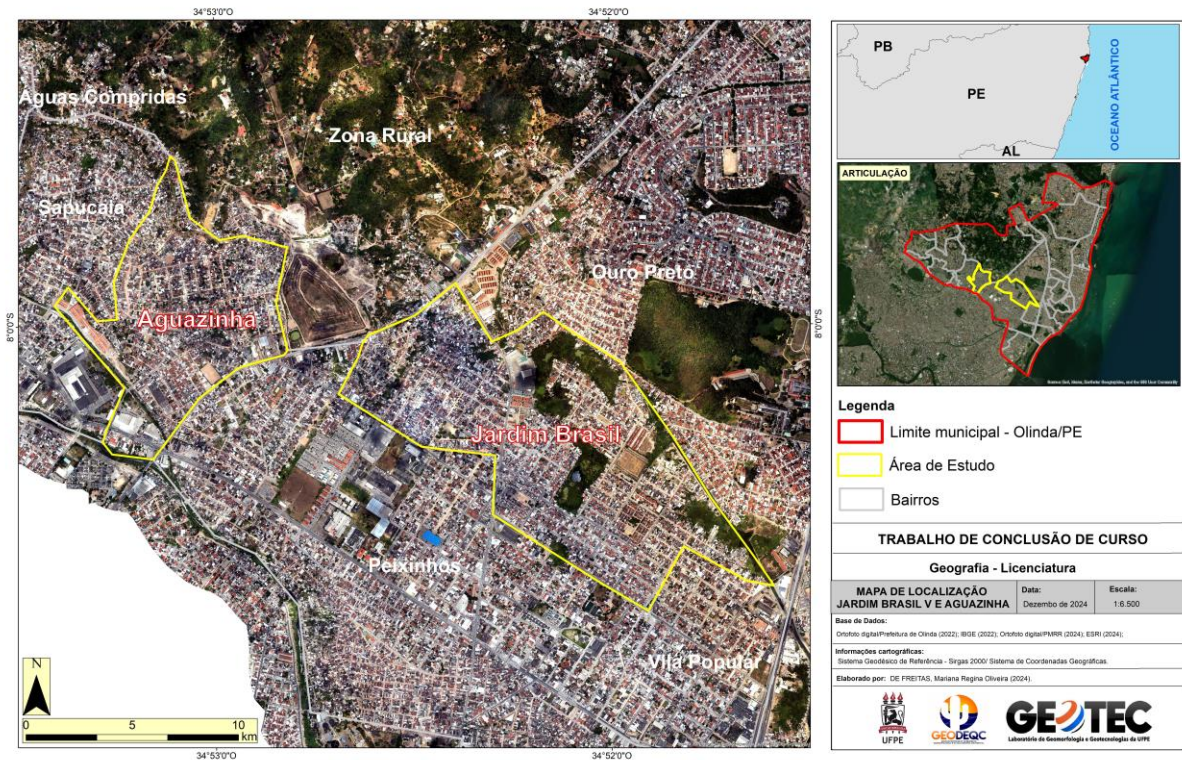 34°53'0"O
34°52'0"O
Águas Compridas
Zona Rural
Sapucaia
Ouro Preto
Aguazinha
8°0'0"S
8°0'0"S
Jardim Brasil
Peixinhos
Vila Popular
N
0 5 10
km
34°53'0"O
34°52'0"O
PB
PE
AL
OCEANO ATLÂNTICO
ARTICULAÇÃO
Legenda
Limite municipal - Olinda/PE
Área de Estudo
Bairros
TRABALHO DE CONCLUSÃO DE CURSO
Geografia - Licenciatura
MAPA DE LOCALIZAÇÃO
JARDIM BRASIL V E AGUAZINHA
Data:
Dezembro de 2024
Escala:
1:6.500
Base de Dados:
Ortofoto digital/Prefeitura de Olinda (2022); IBGE (2022); Ortofoto digital/PMRR (2024); ESRI (2024);
Informações cartográficas:
Sistema Geodésico de Referência - Sirgas 2000/ Sistema de Coordenadas Geográficas.
Elaborado por: DE FREITAS, Mariana Regina Oliveira (2024).
UFPE
GEODEQC
GEOTEC
Laboratório de Geomorfologia e Geotecnologias da UFPE